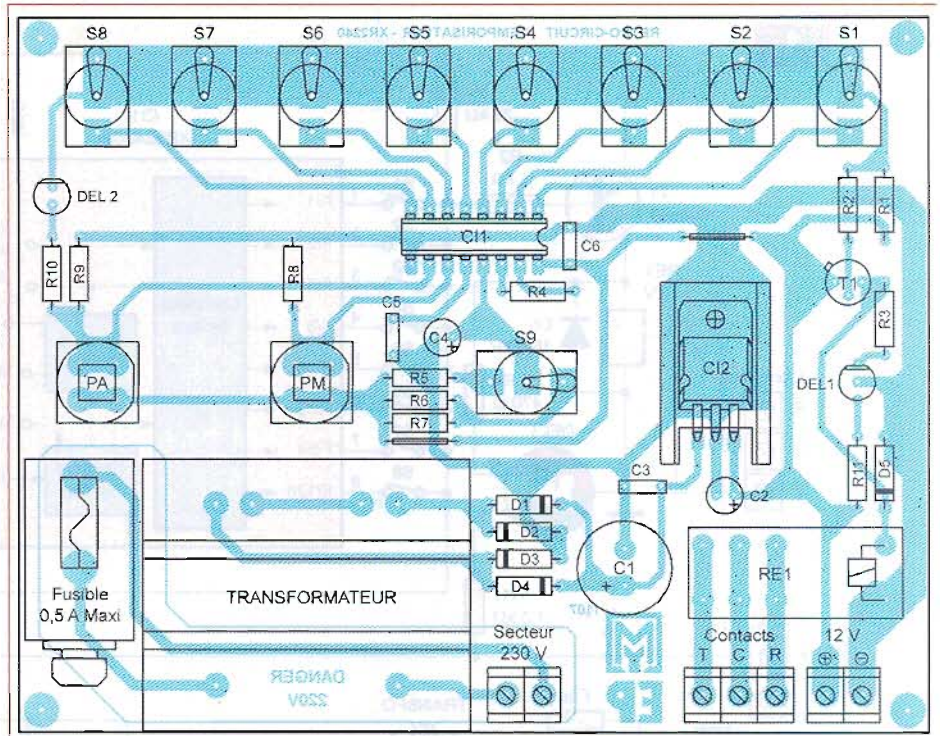 S8 S7 S6 S5 S4 S3 S2 S1
DEL 2
R2
R1
CI1
C6
R10
R9
R8
R4
T1
R3
C5
C4
S9
CI2
PA
PM
R5
R6
R7
DEL1
R11
D5
C3
C2
D1
D2
D3
D4
C1
RE1
Fusible
0,5 A Maxi
TRANSFORMATEUR
Secteur
230 V
DANGER
220V
M
EP
Contacts
T C R
12 V
⊕ ⊖